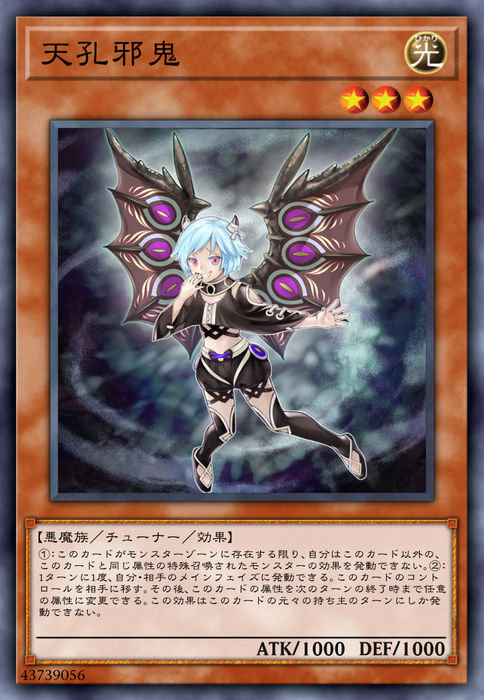 天孔邪鬼
ひかり
光
【悪魔族／チューナー／効果】
①：このカードがモンスターゾーンに存在する限り、自分はこのカード以外の、
このカードと同じ属性の特殊召喚されたモンスターの効果を発動できない。②：
1ターンに1度、自分・相手のメインフェイズに発動できる。このカードのコント
ロールを相手に移す。その後、このカードの属性を次のターンの終了時まで任意
の属性に変更できる。この効果はこのカードの元々の持ち主のターンにしか発
動できない。
ATK/1000 DEF/1000
43739056